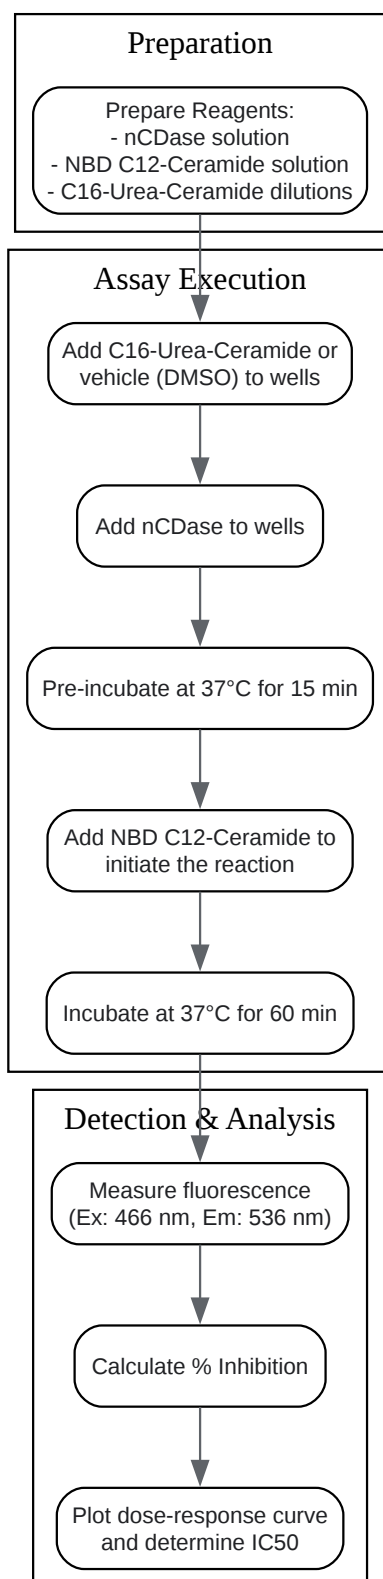 Preparation
Prepare Reagents:
- nCDase solution
- NBD C12-Ceramide solution
- C16-Urea-Ceramide dilutions
Assay Execution
Add C16-Urea-Ceramide or
vehicle (DMSO) to wells
Add nCDase to wells
Pre-incubate at 37°C for 15 min
Add NBD C12-Ceramide to
initiate the reaction
Incubate at 37°C for 60 min
Detection & Analysis
Measure fluorescence
(Ex: 466 nm, Em: 536 nm)
Calculate % Inhibition
Plot dose-response curve
and determine IC50